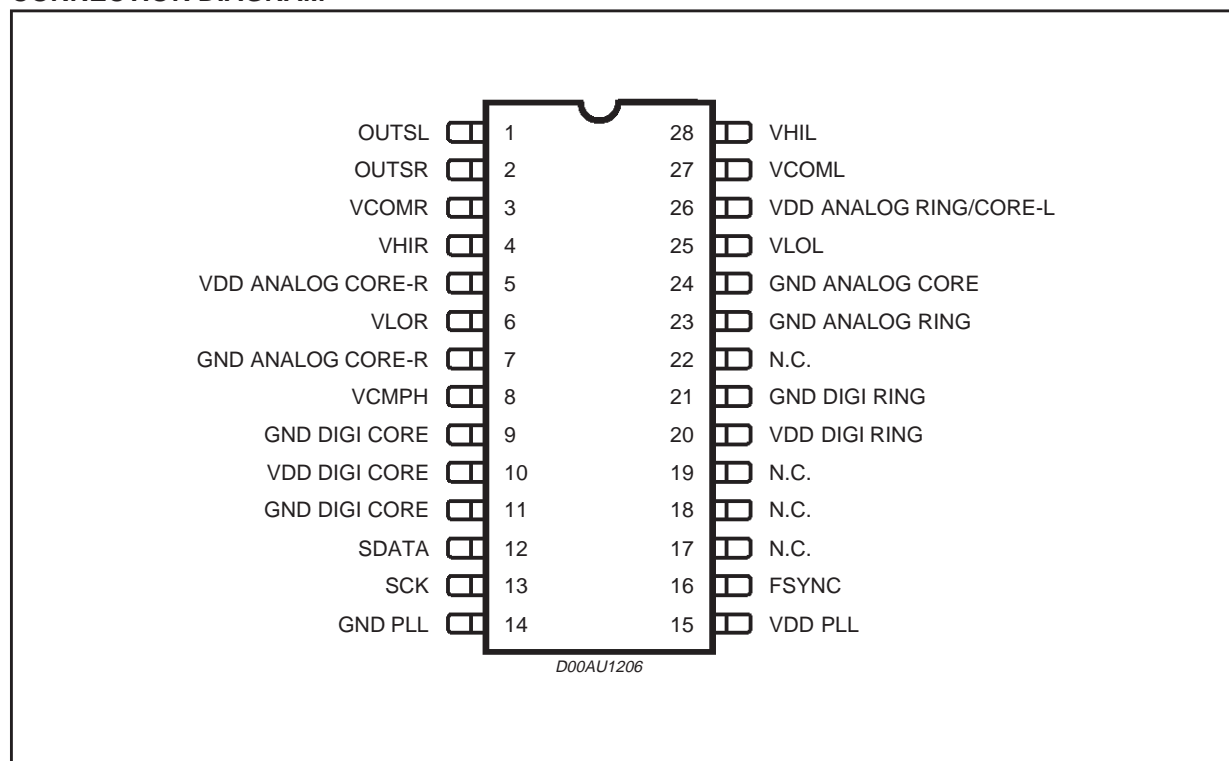 CONNECTION DIAGRAM
OUTSL 1 28 VHIL
OUTSR 2 27 VCOML
VCOMR 3 26 VDD ANALOG RING/CORE-L
VHIR 4 25 VLOL
VDD ANALOG CORE-R 5 24 GND ANALOG CORE
VLOR 6 23 GND ANALOG RING
GND ANALOG CORE-R 7 22 N.C.
VCMPH 8 21 GND DIGI RING
GND DIGI CORE 9 20 VDD DIGI RING
VDD DIGI CORE 10 19 N.C.
GND DIGI CORE 11 18 N.C.
SDATA 12 17 N.C.
SCK 13 16 FSYNC
GND PLL 14 15 VDD PLL
D00AU1206